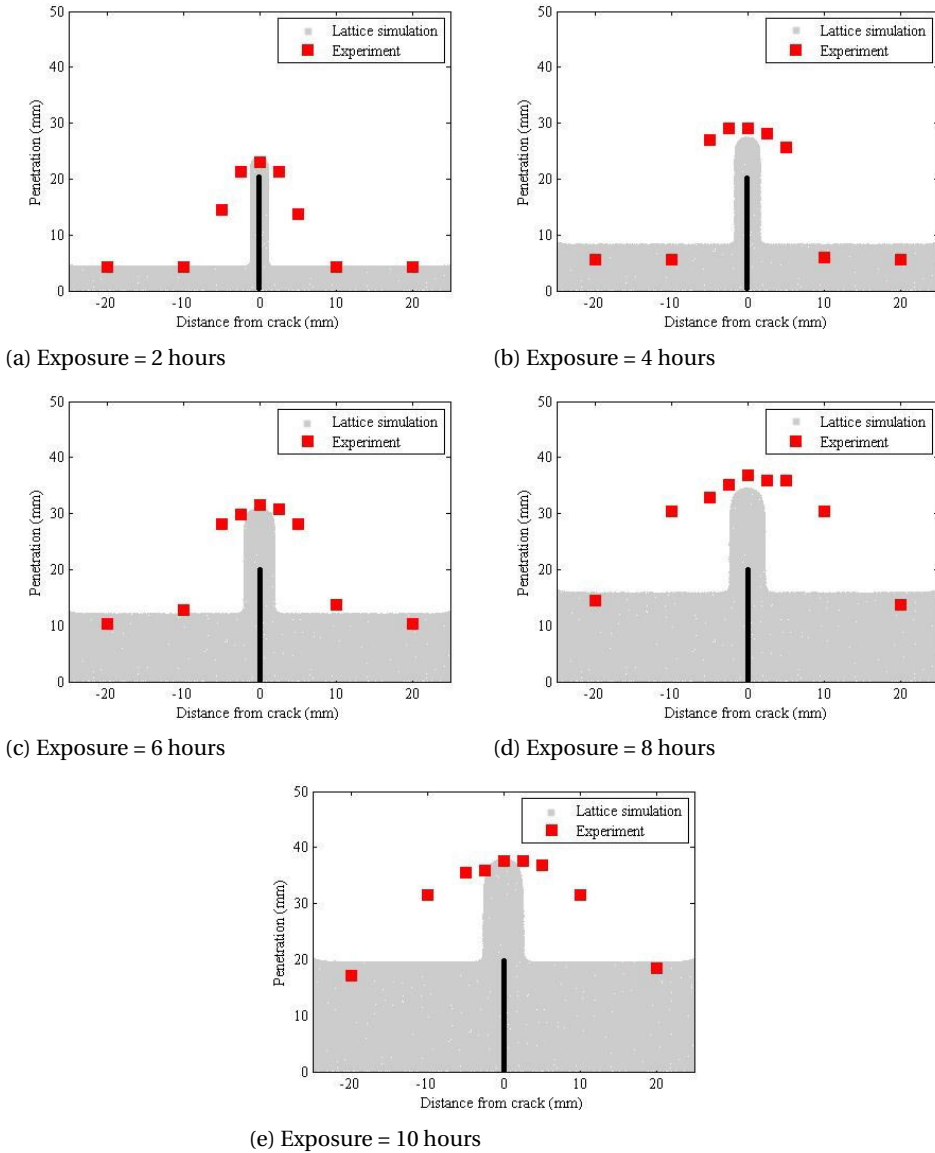 50
40
30
20
10
0
Penetration (mm)
Lattice simulation
Experiment
-20 -10 0 10 20
Distance from crack (mm)
(a) Exposure = 2 hours
50
40
30
20
10
0
Penetration (mm)
Lattice simulation
Experiment
-20 -10 0 10 20
Distance from crack (mm)
(b) Exposure = 4 hours
50
40
30
20
10
0
Penetration (mm)
Lattice simulation
Experiment
-20 -10 0 10 20
Distance from crack (mm)
(c) Exposure = 6 hours
50
40
30
20
10
0
Penetration (mm)
Lattice simulation
Experiment
-20 -10 0 10 20
Distance from crack (mm)
(d) Exposure = 8 hours
50
40
30
20
10
0
Penetration (mm)
Lattice simulation
Experiment
-20 -10 0 10 20
Distance from crack (mm)
(e) Exposure = 10 hours